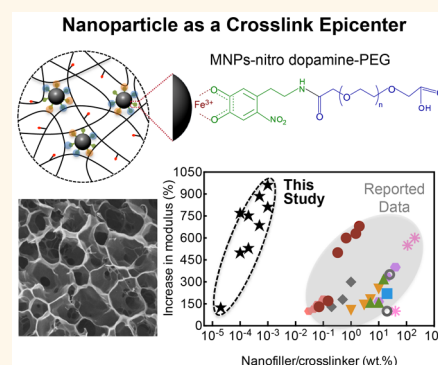 Nanoparticle as a Crosslink Epicenter
MNPs-nitro dopamine-PEG
Fe3+
O
O
NO2
H
N
O
O
n
O
O
OH
Increase in modulus (%)
1050
900
750
600
450
300
150
0
This
Study
Reported
Data
10-5 10-4 10-3 10-2 10-1 100 101 102 103
Nanofiller/crosslinker (wt.%)